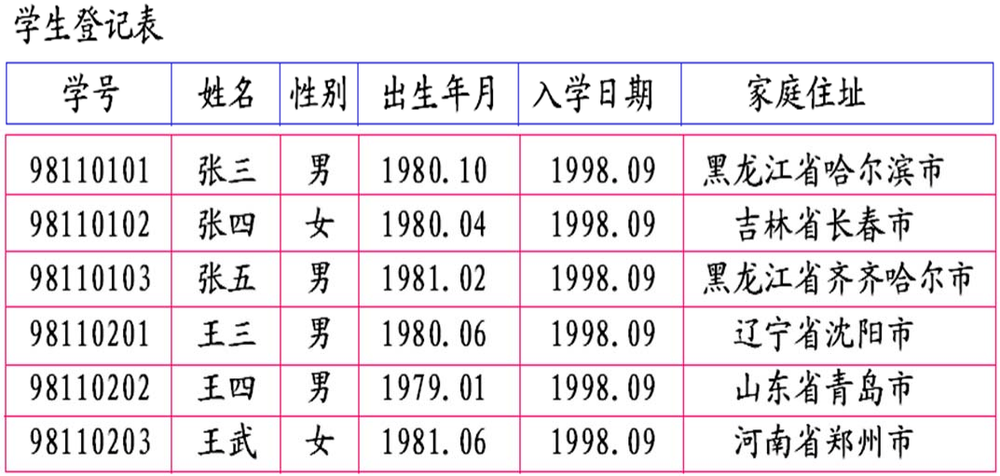 学生登记表
学号 姓名 性别 出生年月 入学日期 家庭住址
98110101 张三 男 1980.10 1998.09 黑龙江省哈尔滨市
98110102 张四 女 1980.04 1998.09 吉林省长春市
98110103 张五 男 1981.02 1998.09 黑龙江省齐齐哈尔市
98110201 王三 男 1980.06 1998.09 辽宁省沈阳市
98110202 王四 男 1979.01 1998.09 山东省青岛市
98110203 王武 女 1981.06 1998.09 河南省郑州市